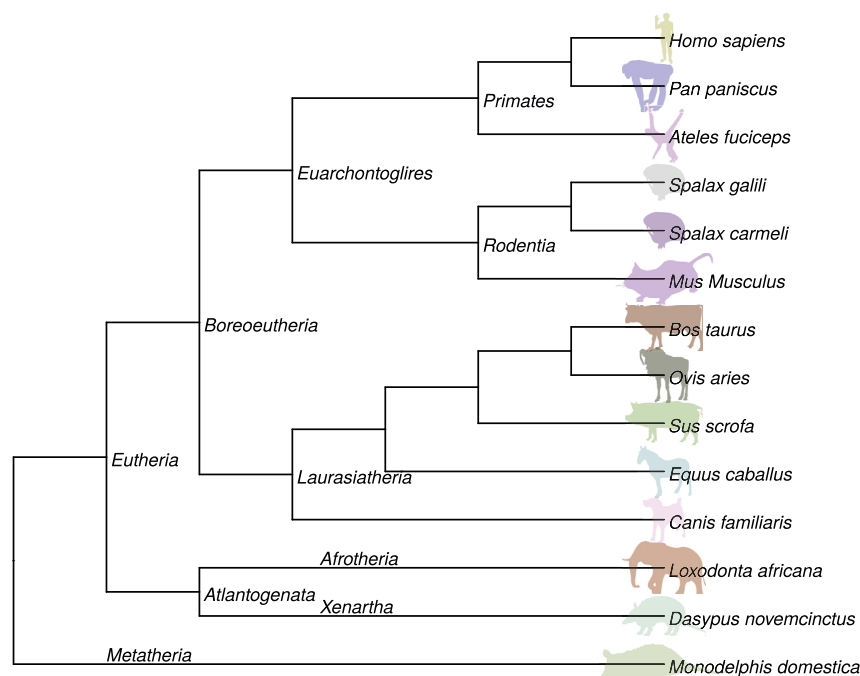 Homo sapiens
Pan paniscus
Primates
Ateles fuciceps
Euarchontoglires
Spalax galili
Spalax carmeli
Rodentia
Mus Musculus
Boreoeutheria
Bos taurus
Ovis aries
Sus scrofa
Eutheria
Laurasiatheria
Equus caballus
Canis familiaris
Afrotheria
Loxodonta africana
Atlantogenata
Xenartha
Dasypus novemcinctus
Metatheria
Monodelphis domestica